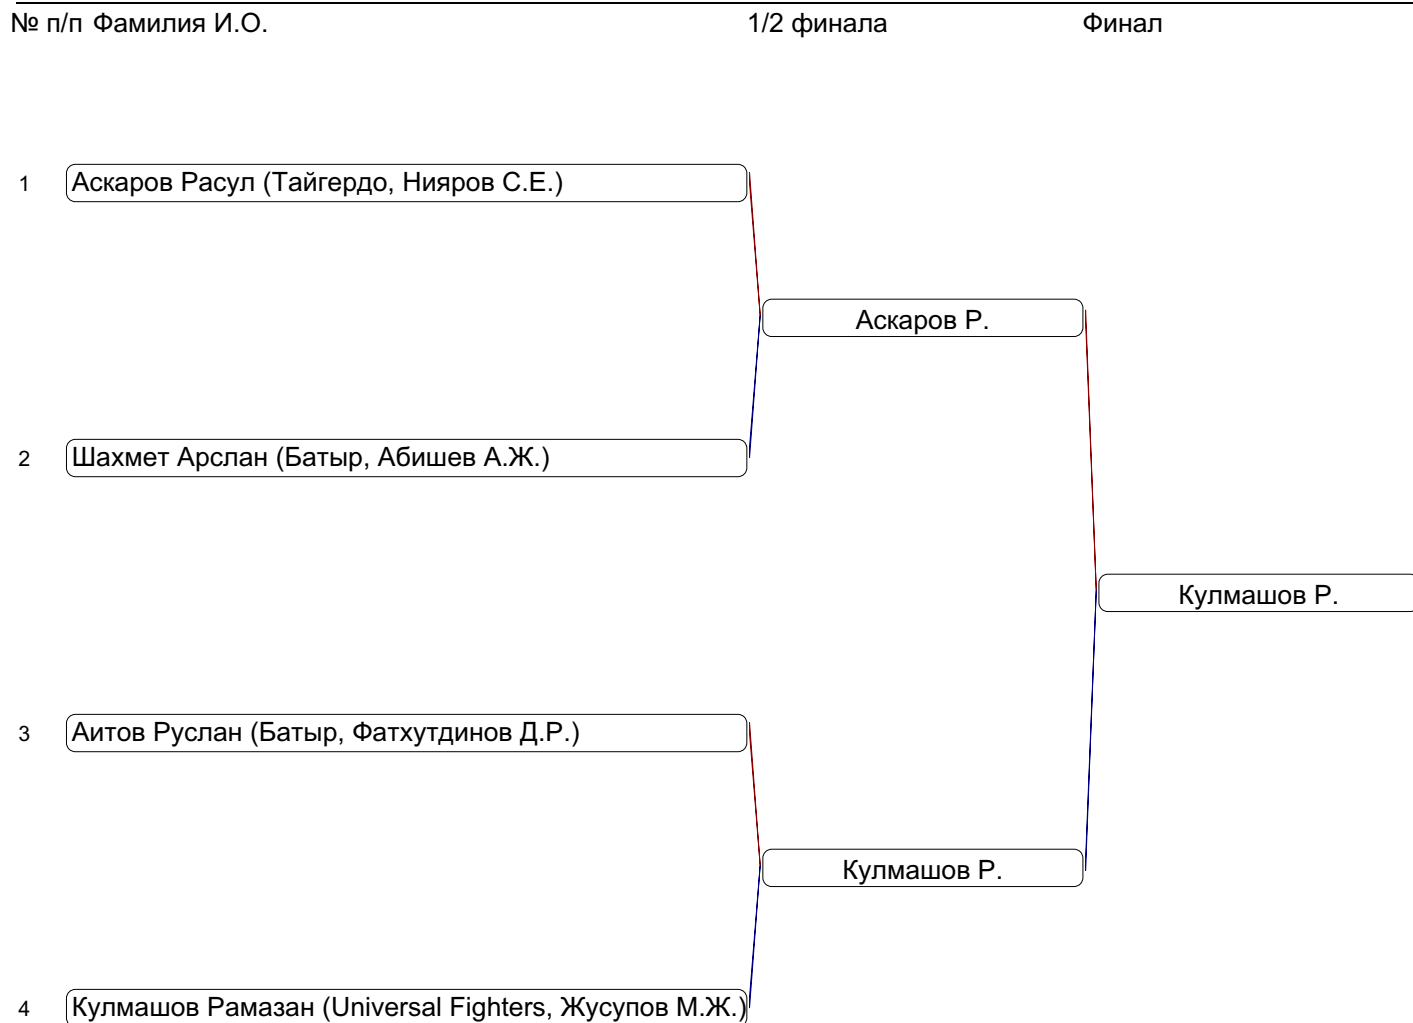 № п/п Фамилия И.О. 1/2 финала Финал
1 Аскаров Расул (Тайгердо, Нияров С.Е.)
Аскаров Р.
2 Шахмет Арслан (Батыр, Абишев А.Ж.)
Кулмашов Р.
3 Аитов Руслан (Батыр, Фатхутдинов Д.Р.)
Кулмашов Р.
4 Кулмашов Рамазан (Universal Fighters, Жусупов М.Ж.)